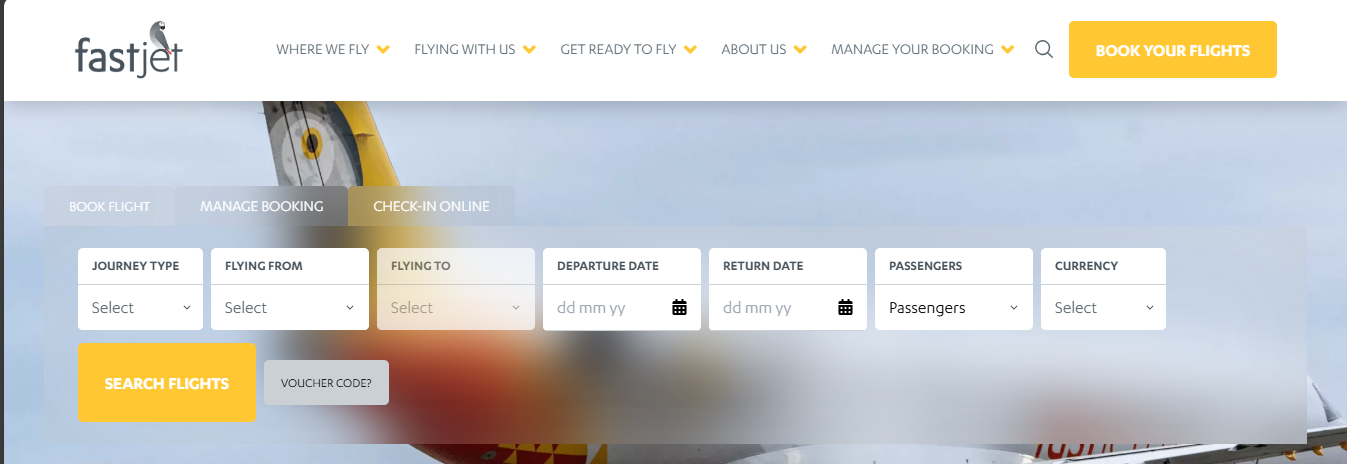 fastjet
WHERE WE FLY FLYING WITH US GET READY TO FLY ABOUT US MANAGE YOUR BOOKING BOOK YOUR FLIGHTS
BOOK FLIGHT MANAGE BOOKING CHECK-IN ONLINE
JOURNEY TYPE FLYING FROM FLYING TO DEPARTURE DATE RETURN DATE PASSENGERS CURRENCY
Select Select Select dd mm yy dd mm yy Passengers Select
SEARCH FLIGHTS VOUCHER CODE?